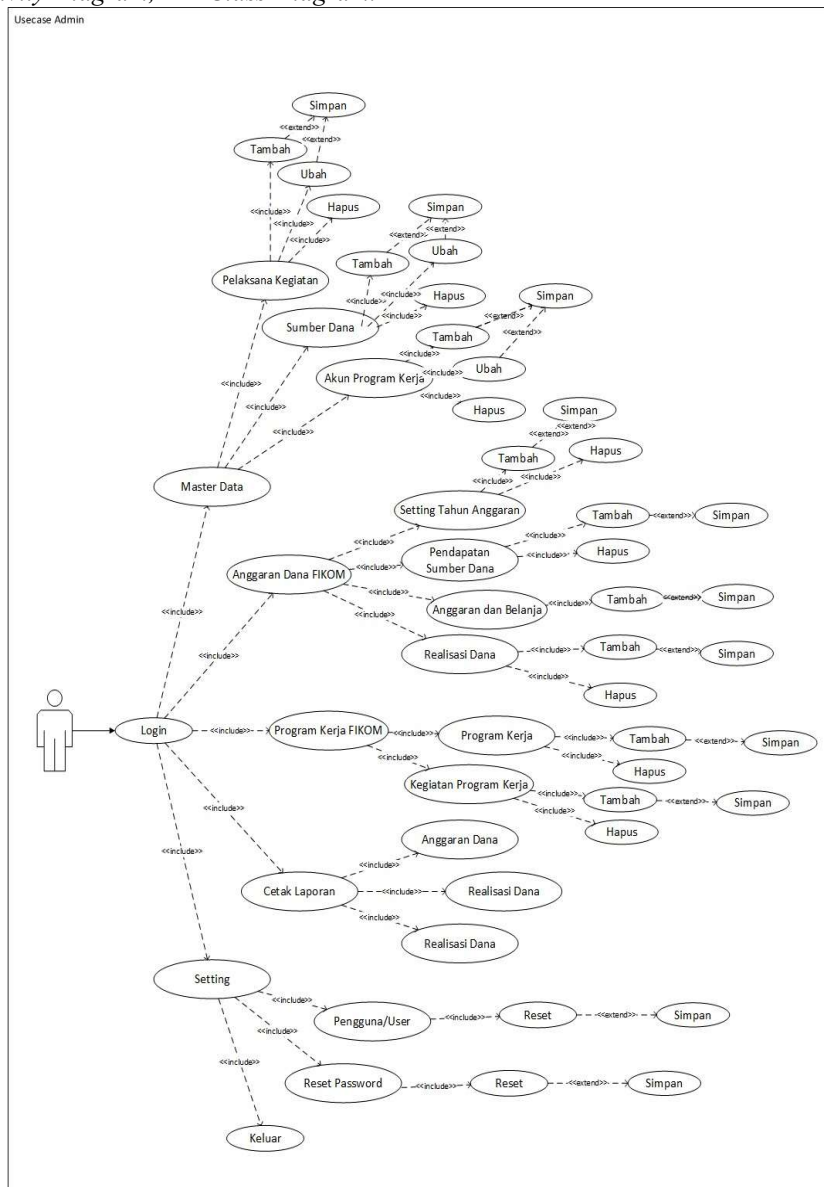 Usecase Admin
Simpan
<<extend>>
Tambah
<<extend>>
Ubah
<<include>>
<<include>>
Hapus
<<include>>
Pelaksana Kegiatan
Simpan
<<extend>>
<<extend>>
Tambah
Ubah
<<include>>
<<include>>
Hapus
<<include>>
Sumber Dana
Simpan
<<extend>>
Tambah
<<extend>>
<<include>>
Ubah
<<include>>
Hapus
<<include>>
Akun Program Kerja
<<include>>
<<include>>
<<include>>
Master Data
Simpan
<<extend>>
Tambah
<<extend>>
Hapus
<<include>>
<<include>>
Setting Tahun Anggaran
<<include>>
Tambah
<<extend>>
Simpan
<<include>>
Pendapatan
Sumber Dana
<<include>>
Hapus
<<include>>
Anggaran Dana FIKOM
<<include>>
Anggaran dan Belanja
<<include>>
Tambah
<<extend>>
Simpan
<<include>>
Realisasi Dana
<<include>>
Tambah
<<extend>>
Simpan
<<include>>
Hapus
<<include>>
<<include>>
Login
<<include>>
Program Kerja FIKOM
<<include>>
Program Kerja
<<include>>
Tambah
<<extend>>
Simpan
<<include>>
Hapus
<<include>>
Kegiatan Program Kerja
<<include>>
Tambah
<<extend>>
Simpan
<<include>>
Hapus
<<include>>
Cetak Laporan
<<include>>
Anggaran Dana
<<include>>
Realisasi Dana
<<include>>
Realisasi Dana
<<include>>
Setting
<<include>>
Pengguna/User
<<include>>
Reset
<<extend>>
Simpan
<<include>>
Reset Password
<<include>>
Reset
<<extend>>
Simpan
<<include>>
Keluar